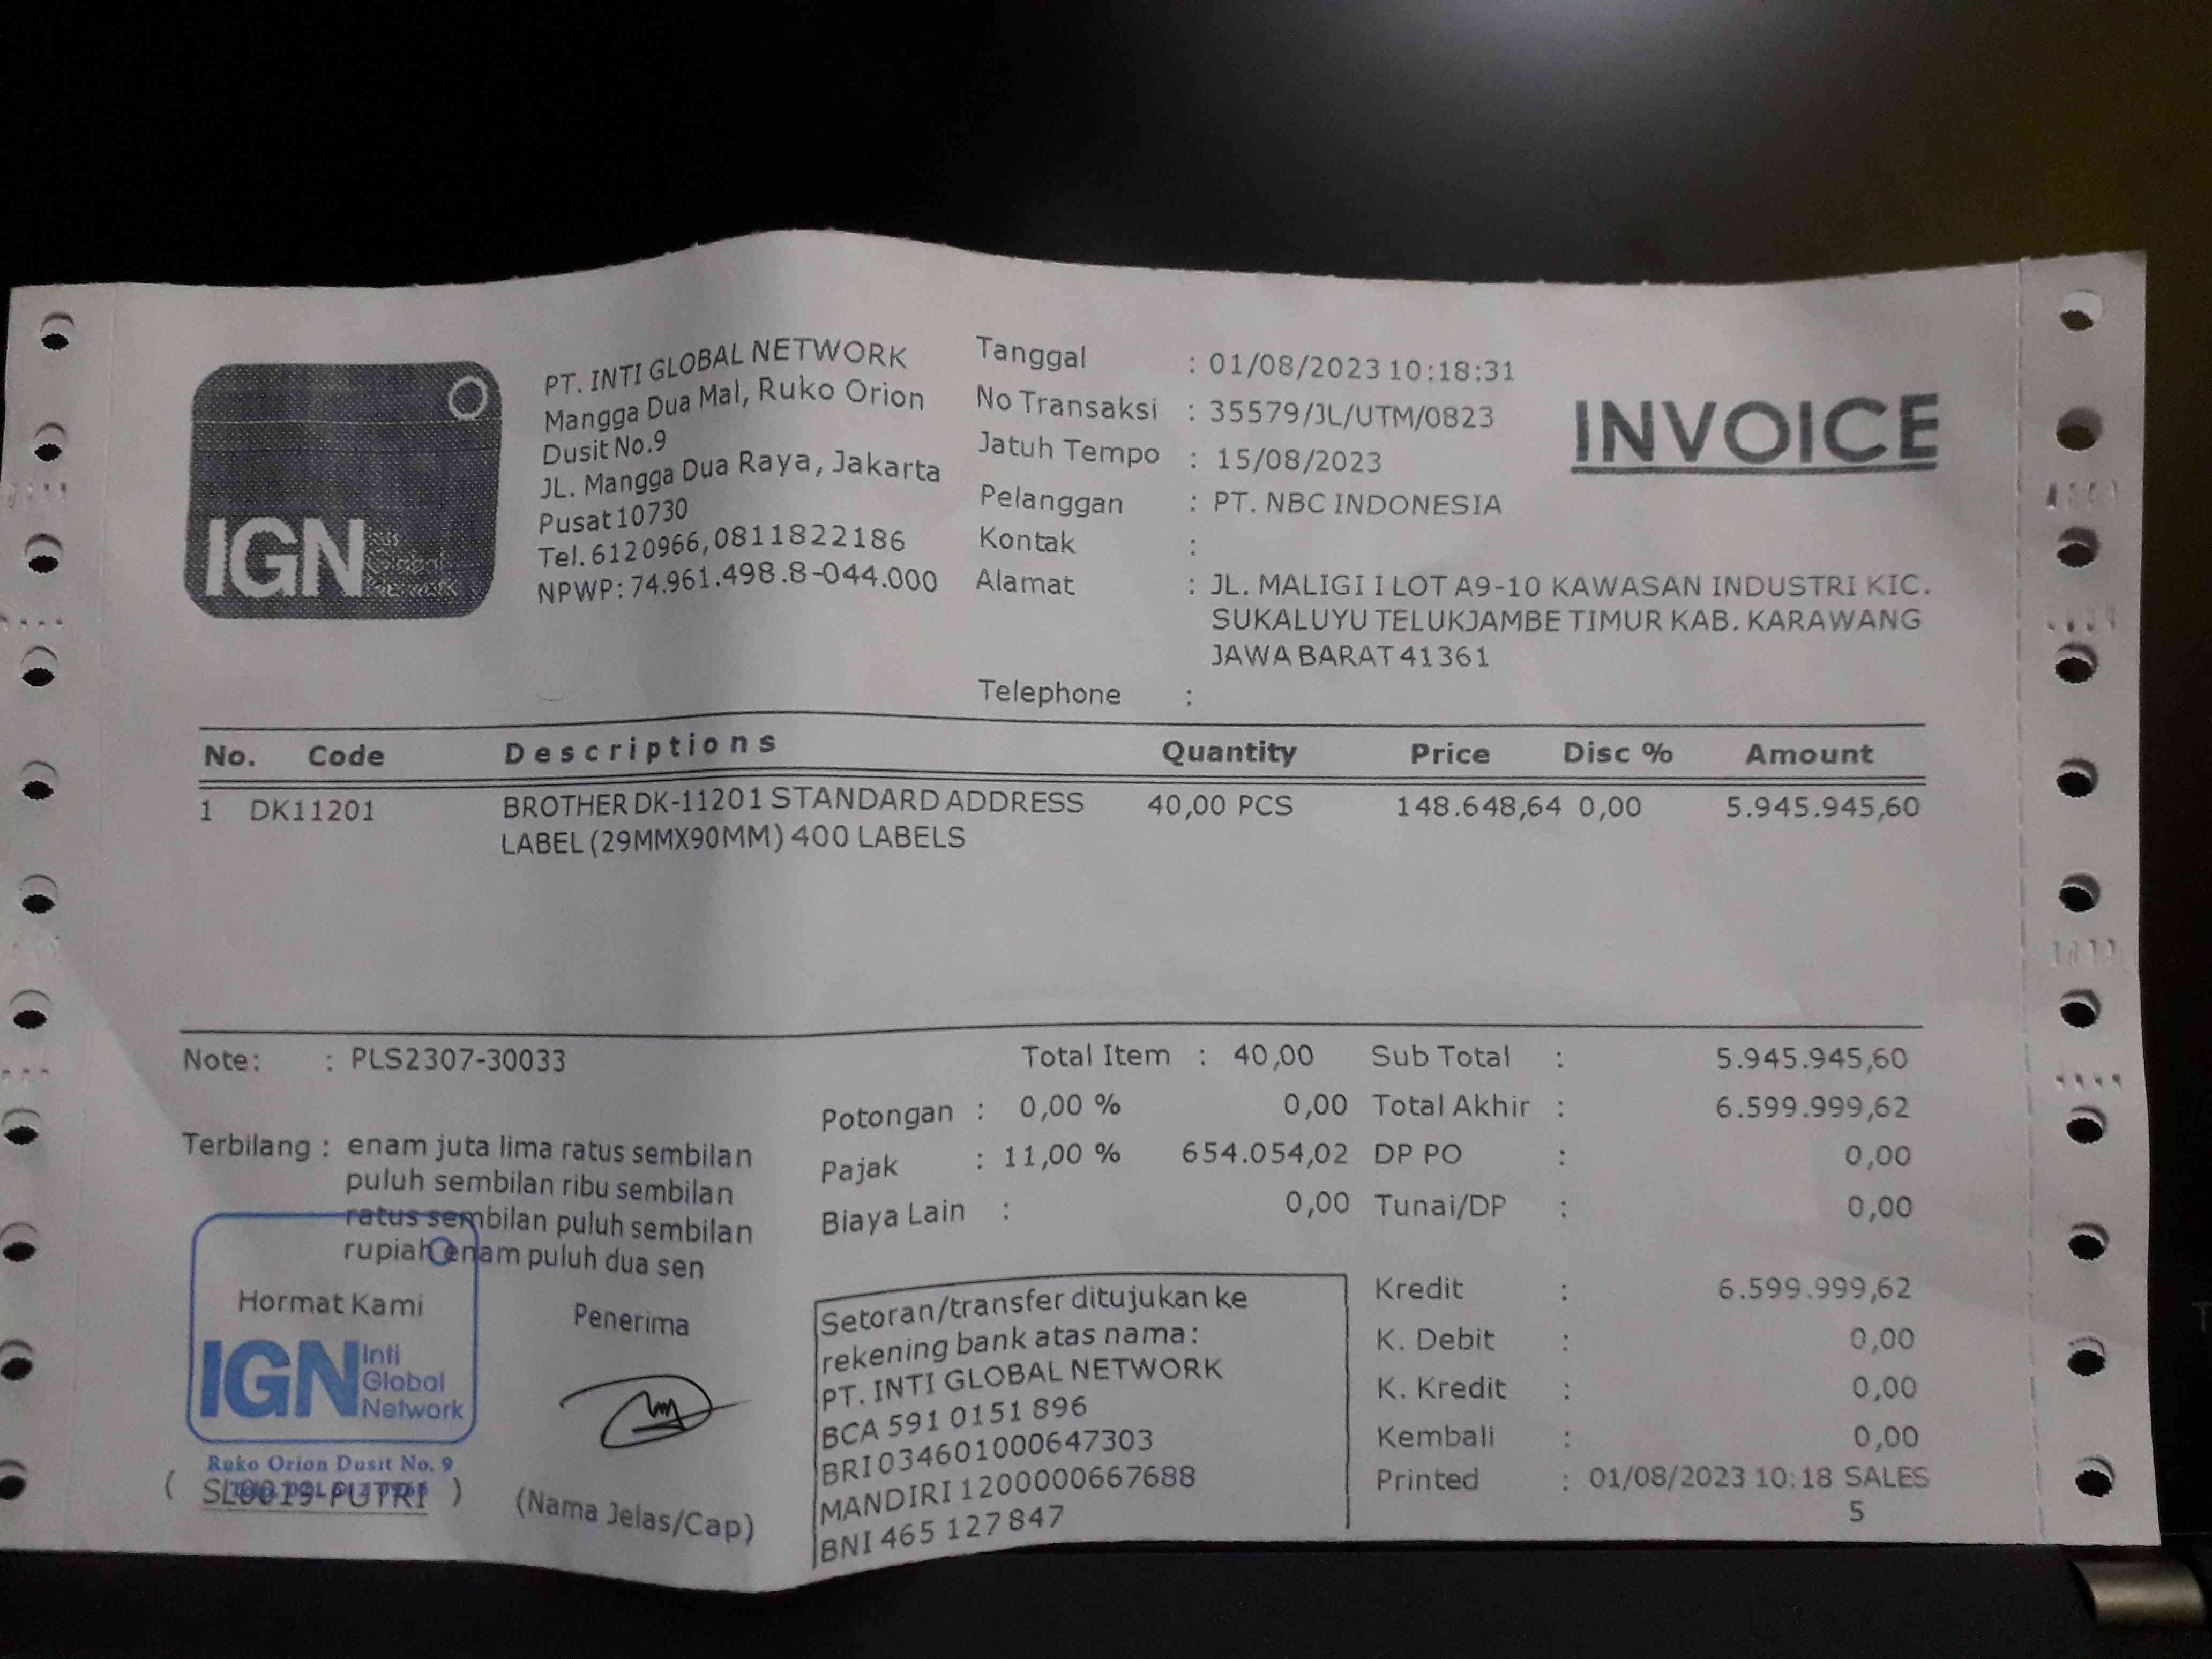 IGN
PT. INTI GLOBAL NETWORK
Mangga Dua Mal, Ruko Orion
Dusit No.9
JL. Mangga Dua Raya, Jakarta
Pusat 10730
Tel. 6120966, 0811822186
NPWP: 74.961.498.8-044.000
Tanggal : 01/08/2023 10:18:31
No Transaksi : 35579/JL/UTM/0823
Jatuh Tempo : 15/08/2023
Pelanggan : PT. NBC INDONESIA
Kontak :
Alamat : JL. MALIGI I LOT A9-10 KAWASAN INDUSTRI KIC.
SUKALUYU TELUKJAMBE TIMUR KAB. KARAWANG
JAWA BARAT 41361
Telephone :
INVOICE
No. Code Descriptions Quantity Price Disc % Amount
1 DK11201 BROTHER DK-11201 STANDARD ADDRESS 40,00 PCS 148.648,64 0,00 5.945.945,60
LABEL (29MMX90MM) 400 LABELS
Note: : PLS2307-30033
Terbilang : enam juta lima ratus sembilan
puluh sembilan ribu sembilan
ratus sembilan puluh sembilan
rupiah enam puluh dua sen
Total Item : 40,00
Potongan : 0,00 % 0,00
Pajak : 11,00 % 654.054,02
Biaya Lain : 0,00
Sub Total : 5.945.945,60
Total Akhir : 6.599.999,62
DP PO : 0,00
Tunai/DP : 0,00
Kredit : 6.599.999,62
K. Debit : 0,00
K. Kredit : 0,00
Kembali : 0,00
Printed : 01/08/2023 10:18 SALES
5
Hormat Kami
IGN Inti
Global
Network
Ruko Orion Dusit No. 9
( SL0019-PUTRI )
Penerima
(Nama Jelas/Cap)
Setoran/transfer ditujukan ke
rekening bank atas nama:
PT. INTI GLOBAL NETWORK
BCA 591 0151 896
BRI 034601000647303
MANDIRI 1200000667688
BNI 465 127 847